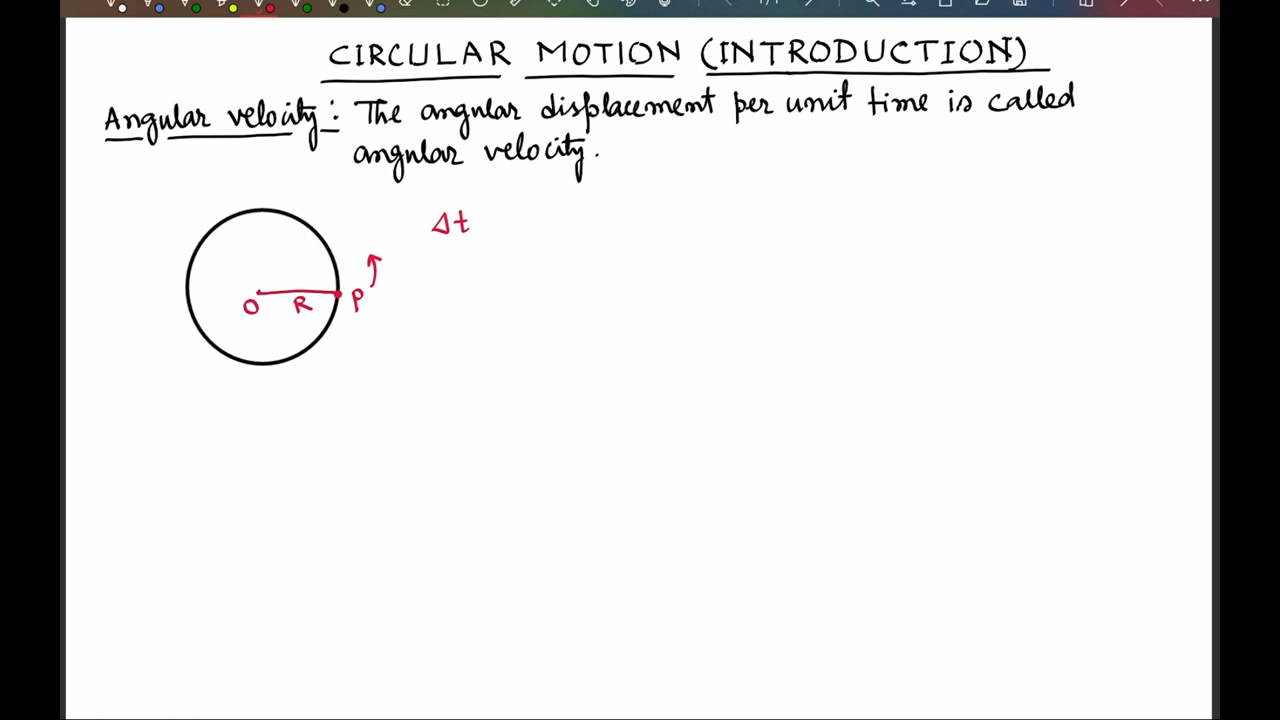 CIRCULAR MOTION (INTRODUCTION)
Angular velocity: The angular displacement per unit time is called
angular velocity.
Δt
O R P